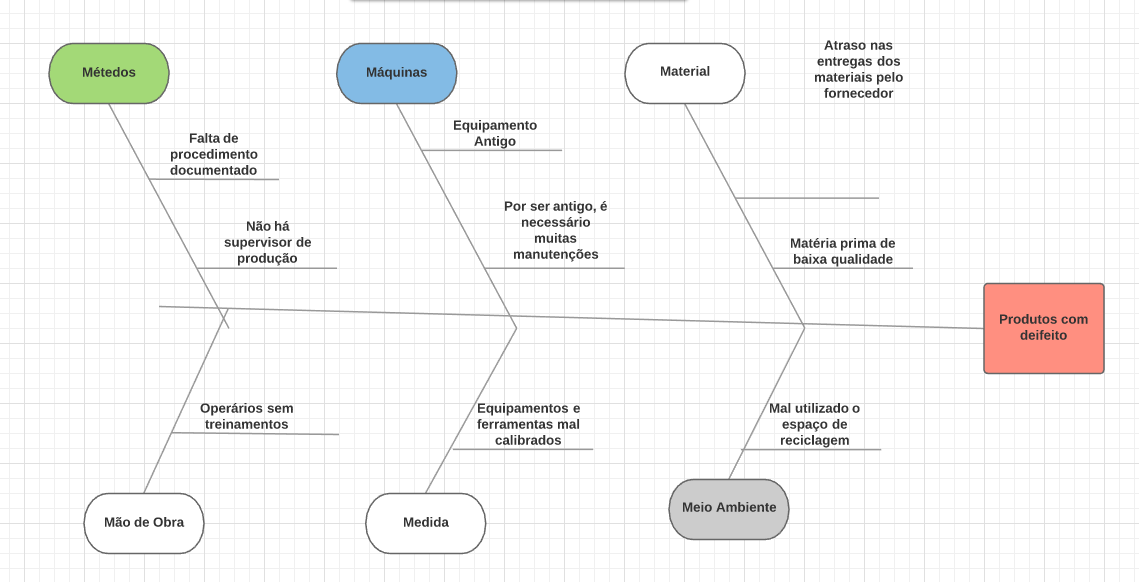 Métedos
Máquinas
Material
Atraso nas
entregas dos
materiais pelo
fornecedor
Falta de
procedimento
documentado
Equipamento
Antigo
Não há
supervisor de
produção
Por ser antigo, é
necessário
muitas
manutenções
Matéria prima de
baixa qualidade
Produtos com
deifeito
Operários sem
treinamentos
Equipamentos e
ferramentas mal
calibrados
Mal utilizado o
espaço de
reciclagem
Mão de Obra
Medida
Meio Ambiente